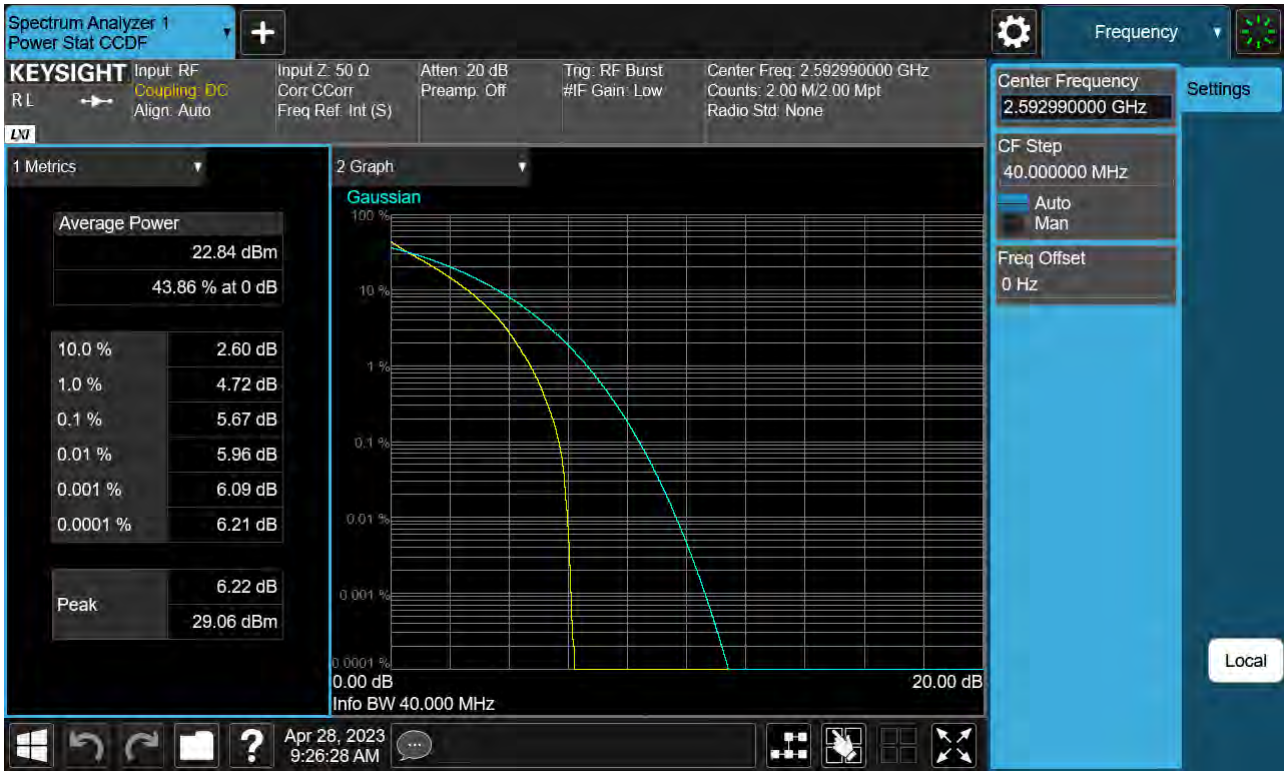 Spectrum Analyzer 1
Power Stat CCDF
+
Frequency
KEYSIGHT
RL
LXI
Input: RF
Coupling: DC
Align: Auto
Input Z: 50 Ω
Corr CCorr
Freq Ref: Int (S)
Atten: 20 dB
Preamp: Off
Trig: RF Burst
#IF Gain: Low
Center Freq: 2.592990000 GHz
Counts: 2.00 M/2.00 Mpt
Radio Std: None
Center Frequency
2.592990000 GHz
CF Step
40.000000 MHz
Auto
Man
Freq Offset
0 Hz
Settings
Local
1 Metrics
Average Power
22.84 dBm
43.86 % at 0 dB
10.0 % 2.60 dB
1.0 % 4.72 dB
0.1 % 5.67 dB
0.01 % 5.96 dB
0.001 % 6.09 dB
0.0001 % 6.21 dB
Peak
6.22 dB
29.06 dBm
2 Graph
Gaussian
100 %
10 %
1 %
0.1 %
0.01 %
0.001 %
0.0001 %
0.00 dB 20.00 dB
Info BW 40.000 MHz
?
Apr 28, 2023
9:26:28 AM